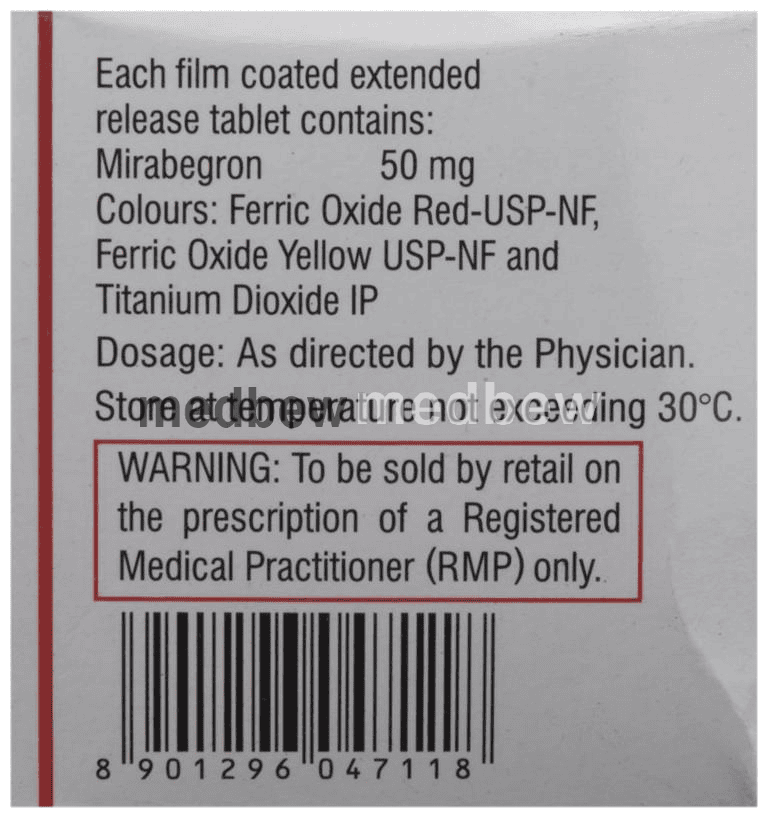 Each film coated extended
release tablet contains:
Mirabegron 50 mg
Colours: Ferric Oxide Red-USP-NF,
Ferric Oxide Yellow USP-NF and
Titanium Dioxide IP
Dosage: As directed by the Physician.
Store at temperature not exceeding 30°C.
medbew medbew
WARNING: To be sold by retail on
the prescription of a Registered
Medical Practitioner (RMP) only.
8 901296 047118